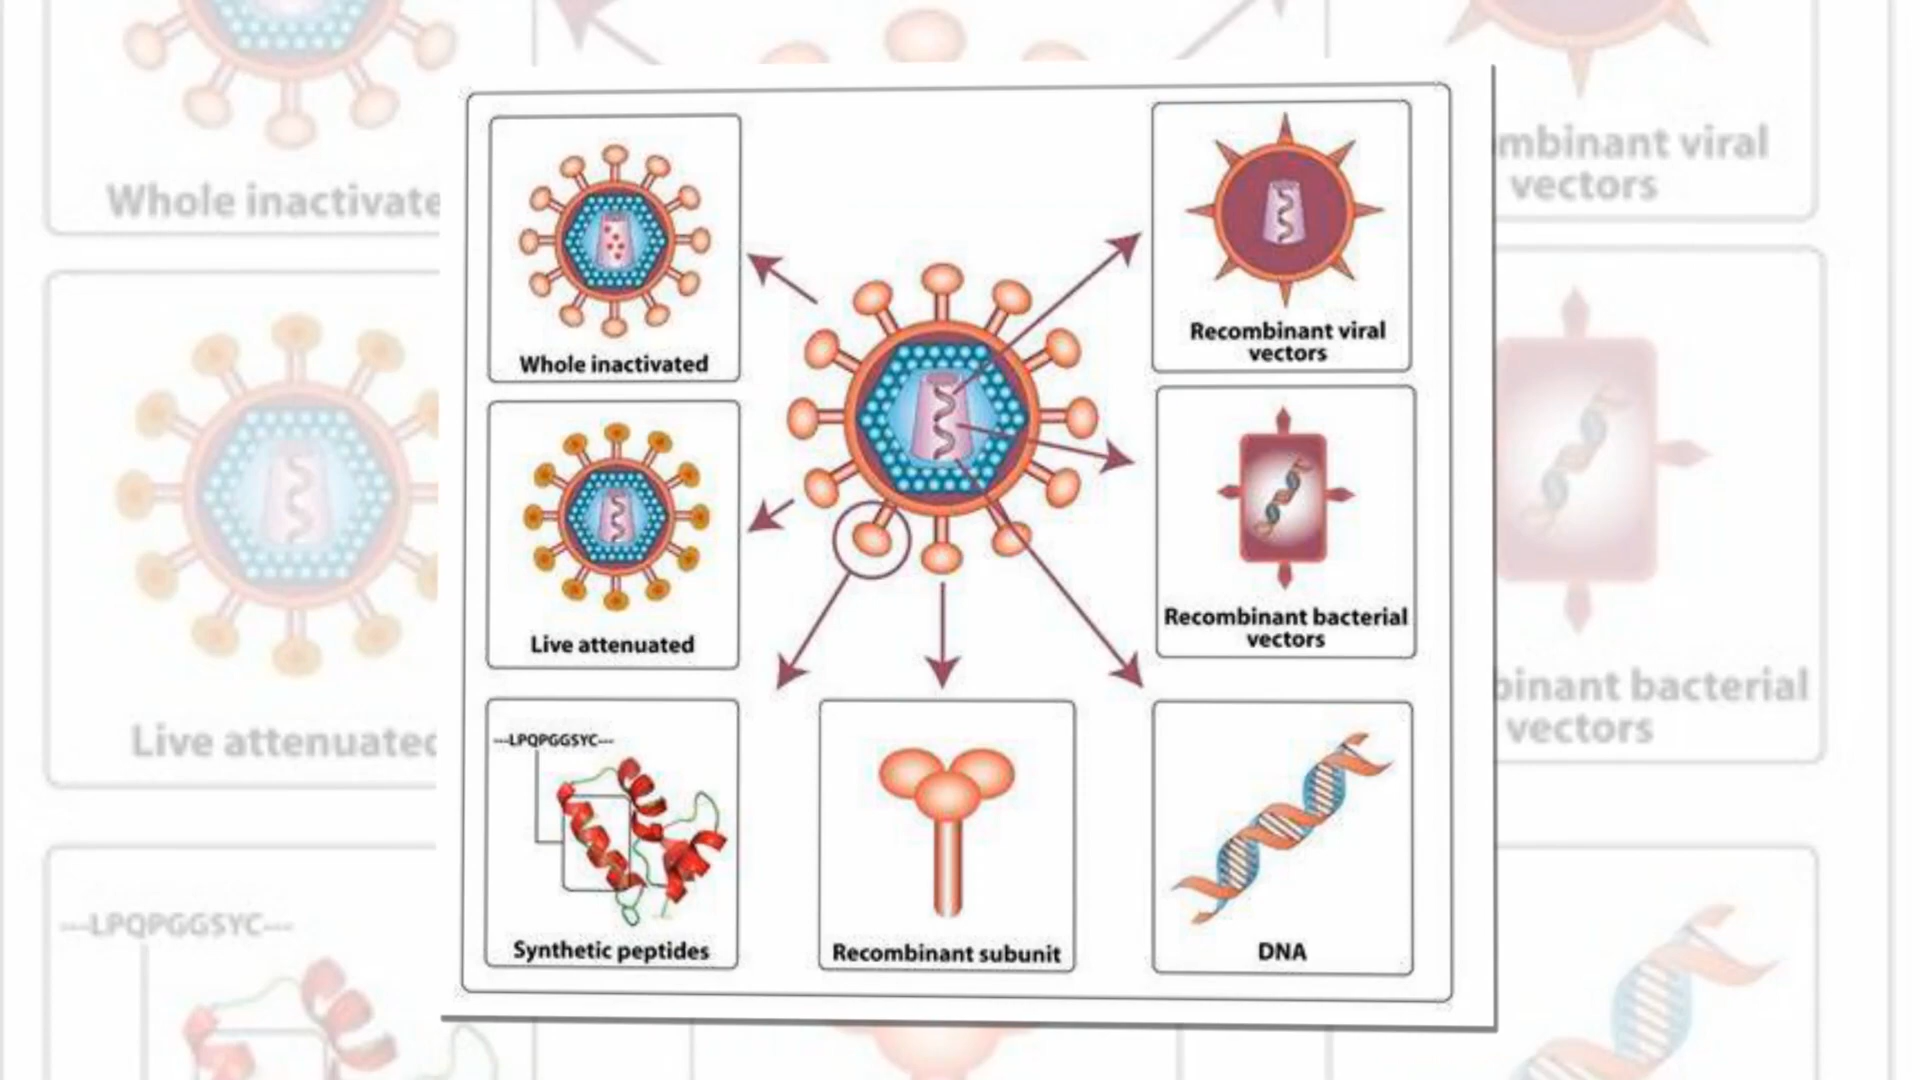 Whole inactivated
Recombinant viral
vectors
Live attenuated
Recombinant bacterial
vectors
---LPQPGGSYC---
Synthetic peptides
Recombinant subunit
DNA
Whole inactivate
mbinant viral
vectors
Live attenuated
binant bacterial
vectors
---LPQPGGSYC---